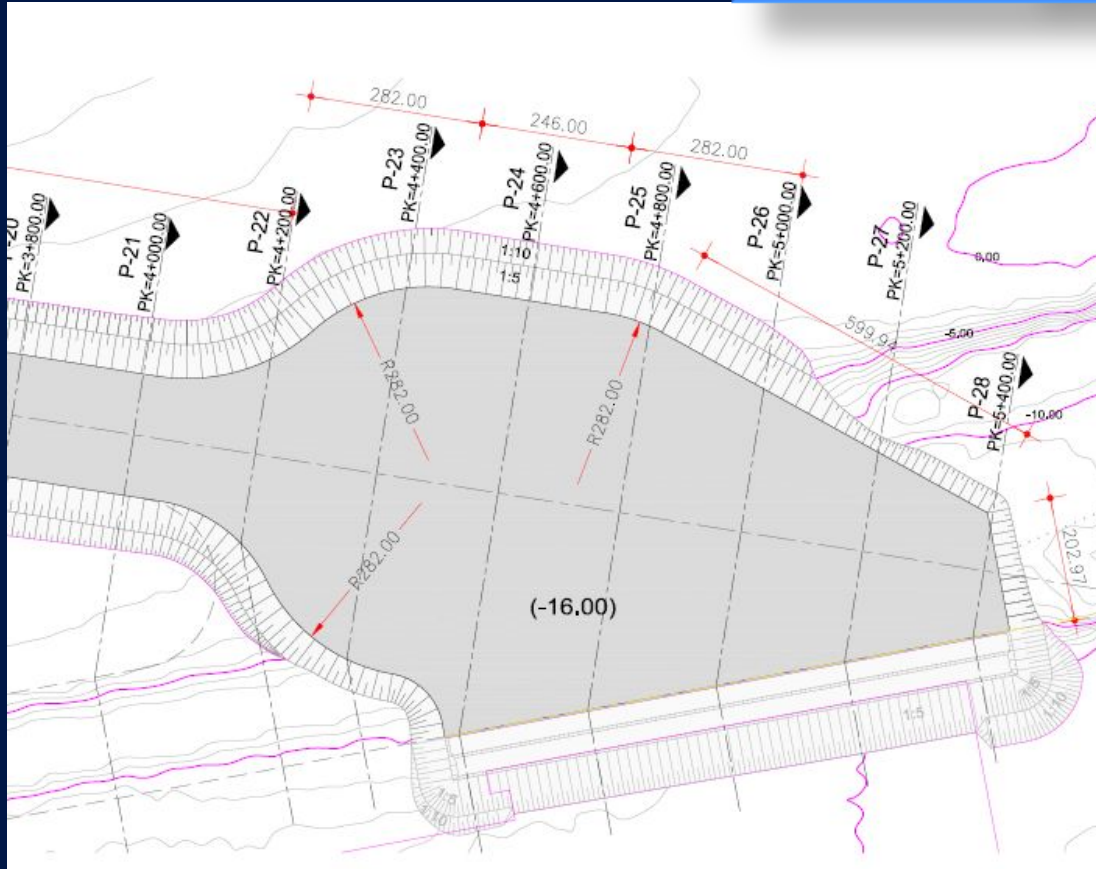 282.00
246.00
282.00
P-23
PK=4+400.00
P-24
PK=4+600.00
P-25
PK=4+800.00
P-26
PK=5+000.00
P-27
PK=5+200.00
P-28
PK=5+400.00
P-22
PK=4+200.00
P-21
PK=4+000.00
PK=3+800.00
1:10
1:5
0,00
-5,00
599.94
-10,00
R282.00
R282.00
R282.00
202.97
(-16.00)
1:5
1:5
1:10
1:5
1:10